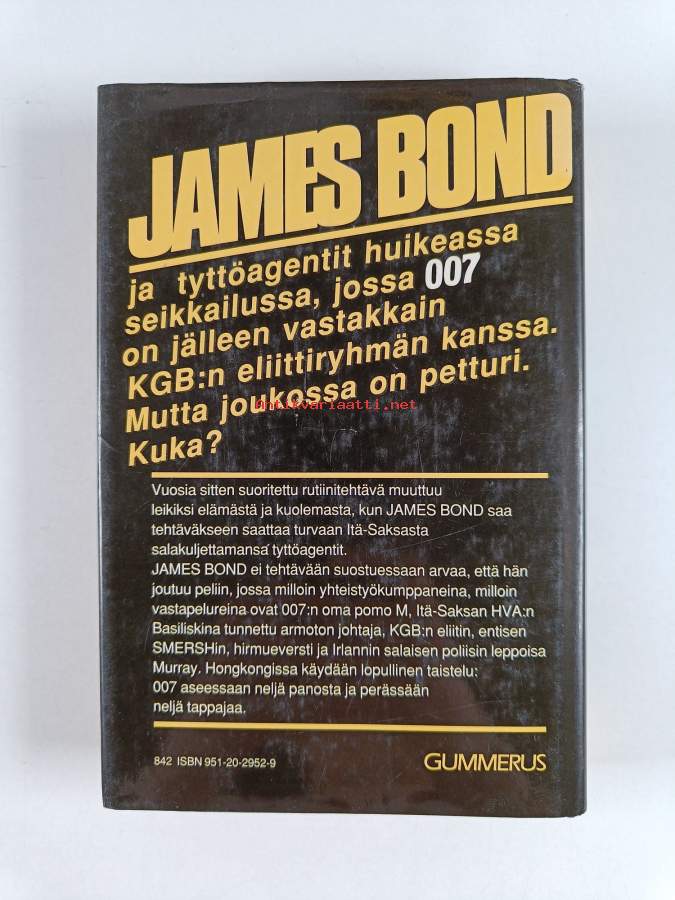 JAMES BOND
ja tyttöagentit huikeassa
seikkailussa, jossa 007
on jälleen vastakkain
KGB:n eliittiryhmän kanssa.
Mutta joukossa on petturi.
Antikvariaatti.net
Kuka?
Vuosia sitten suoritettu rutiinitehtävä muuttuu
leikiksi elämästä ja kuolemasta, kun JAMES BOND saa
tehtäväkseen saattaa turvaan Itä-Saksasta
salakuljettamansa tyttöagentit.
JAMES BOND ei tehtävään suostuessaan arvaa, että hän
joutuu peliin, jossa milloin yhteistyökumppaneina, milloin
vastapelureina ovat 007:n oma pomo M, Itä-Saksan HVA:n
Basiliskina tunnettu armoton johtaja, KGB:n eliitin, entisen
SMERSHin, hirmueversti ja Irlannin salaisen poliisin leppoisa
Murray. Hongkongissa käydään lopullinen taistelu:
007 aseessaan neljä panosta ja perässään
neljä tappajaa.
842 ISBN 951-20-2952-9
GUMMERUS